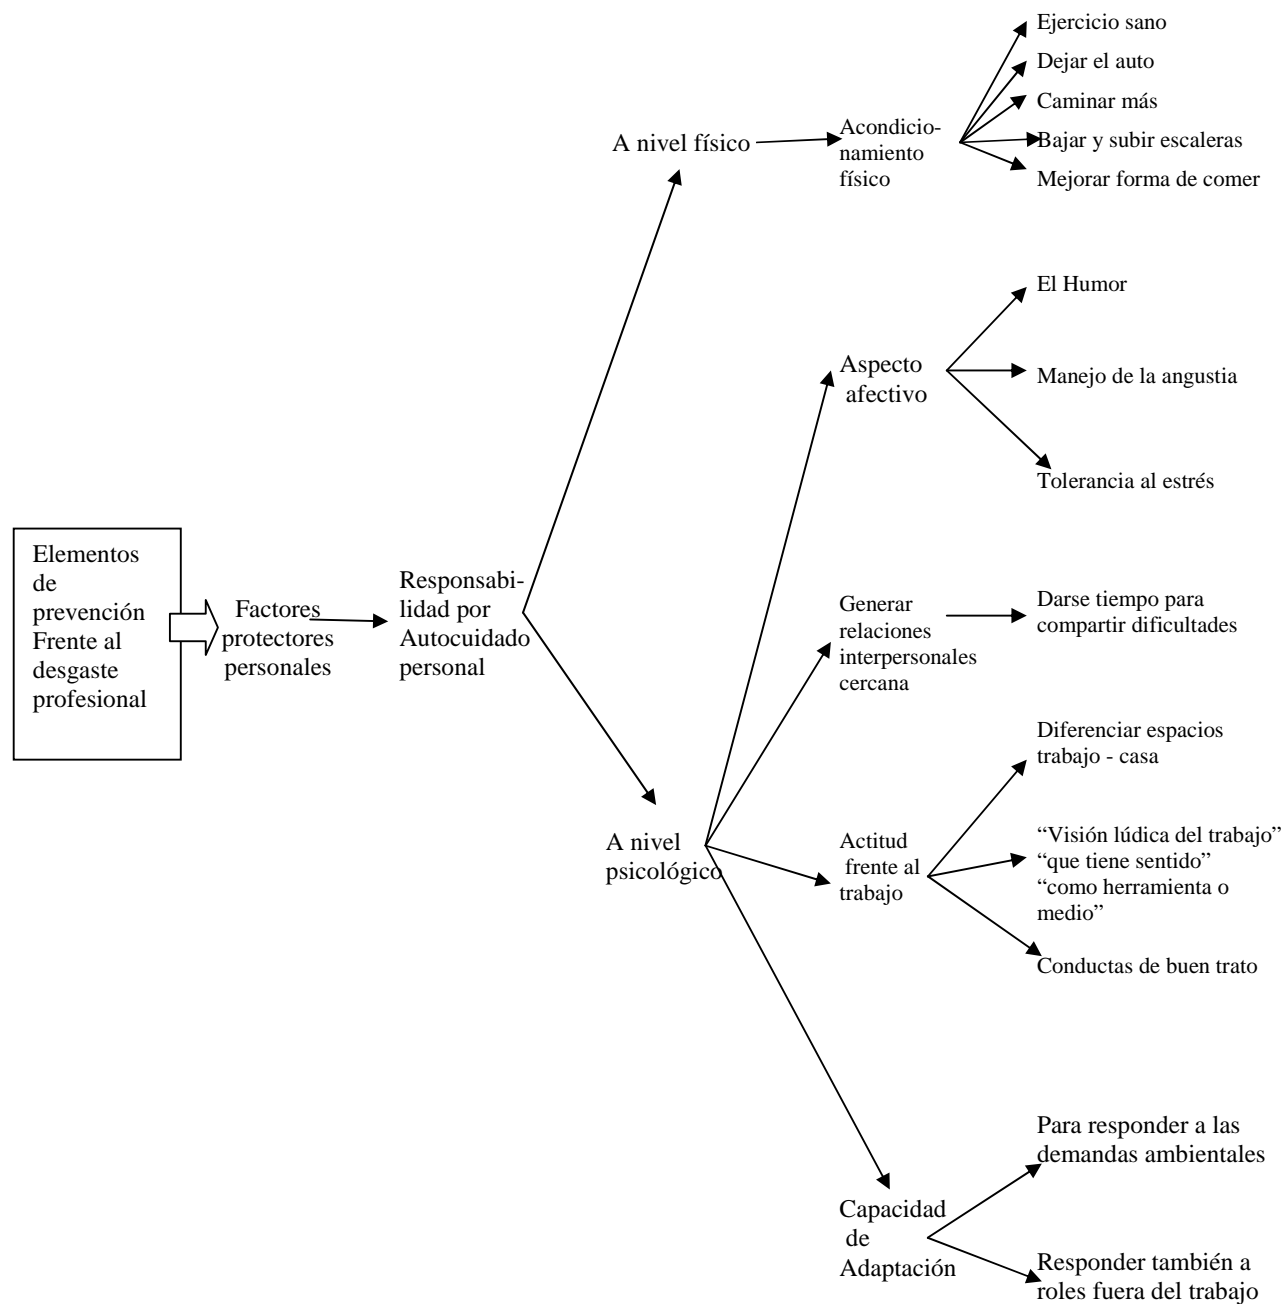 Elementos
de
prevención
Frente al
desgaste
profesional
Factores
protectores
personales
Responsabi-
lidad por
Autocuidado
personal
A nivel físico
Acondicio-
namiento
físico
Ejercicio sano
Dejar el auto
Caminar más
Bajar y subir escaleras
Mejorar forma de comer
A nivel
psicológico
Aspecto
afectivo
El Humor
Manejo de la angustia
Tolerancia al estrés
Generar
relaciones
interpersonales
cercana
Darse tiempo para
compartir dificultades
Actitud
frente al
trabajo
Diferenciar espacios
trabajo - casa
“Visión lúdica del trabajo”
“que tiene sentido”
“como herramienta o
medio”
Conductas de buen trato
Capacidad
de
Adaptación
Para responder a las
demandas ambientales
Responder también a
roles fuera del trabajo